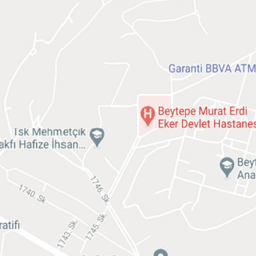 Garanti BBVA ATM
Beytepe Murat Erdi
Eker Devlet Hastanes
Tsk Mehmetçik
akfı Hafize İhsan...
Beyt
Ana
1746. Sk
1740. Sk
1745. Sk
1743. Sk
ratifi